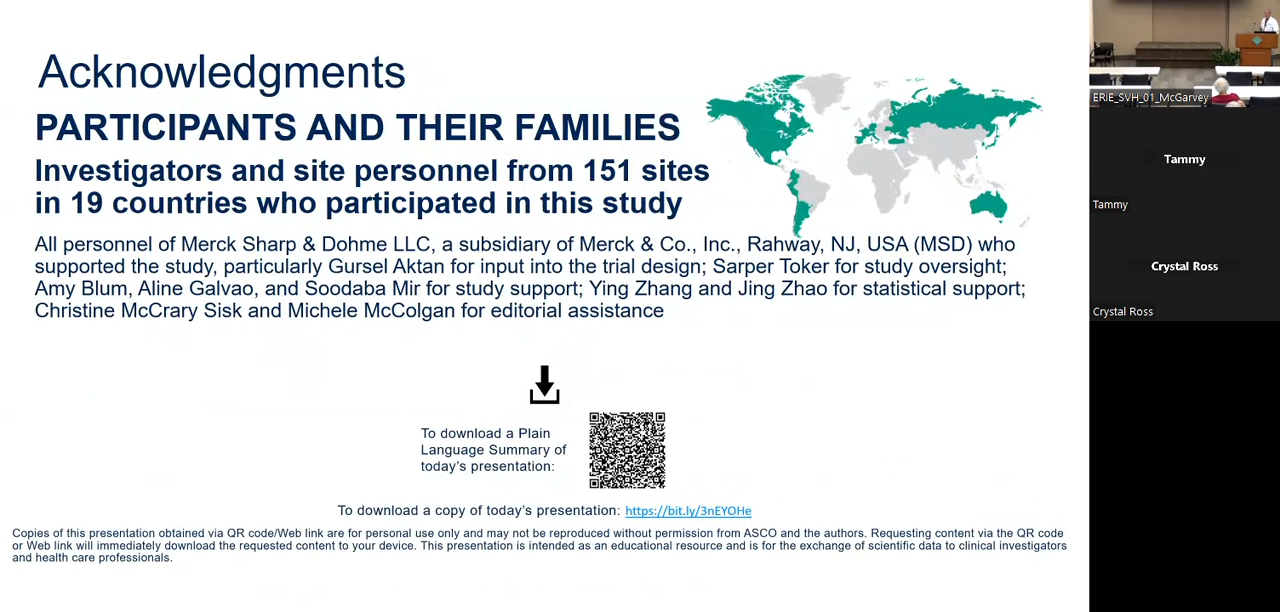 Acknowledgments
PARTICIPANTS AND THEIR FAMILIES
Investigators and site personnel from 151 sites
in 19 countries who participated in this study
All personnel of Merck Sharp & Dohme LLC, a subsidiary of Merck & Co., Inc., Rahway, NJ, USA (MSD) who
supported the study, particularly Gursel Aktan for input into the trial design; Sarper Toker for study oversight;
Amy Blum, Aline Galvao, and Soodaba Mir for study support; Ying Zhang and Jing Zhao for statistical support;
Christine McCrary Sisk and Michele McColgan for editorial assistance
To download a Plain
Language Summary of
today's presentation:
To download a copy of today's presentation: https://bit.ly/3nEYOHe
Copies of this presentation obtained via QR code/Web link are for personal use only and may not be reproduced without permission from ASCO and the authors. Requesting content via the QR code
or Web link will immediately download the requested content to your device. This presentation is intended as an educational resource and is for the exchange of scientific data to clinical investigators
and health care professionals.
ERIE_SVH_01_McGarvey
Tammy
Tammy
Crystal Ross
Crystal Ross